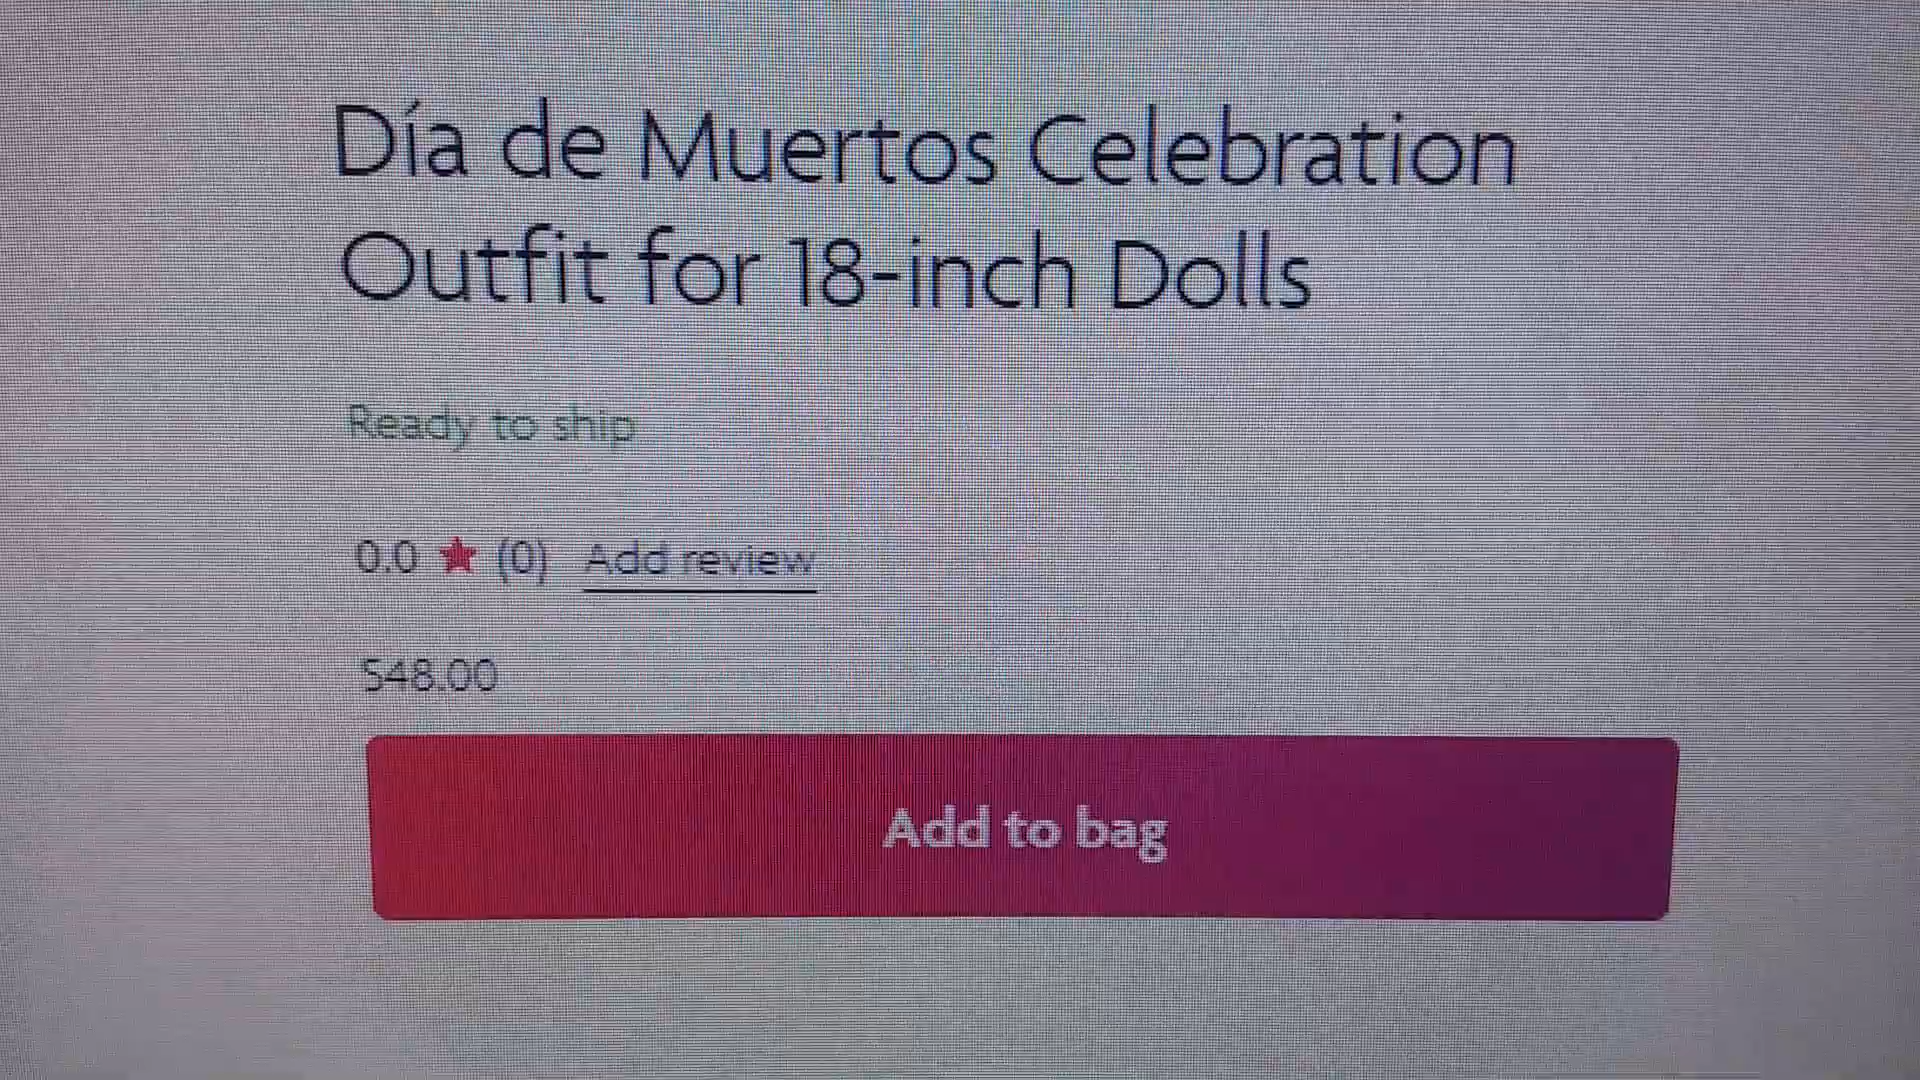 Día de Muertos Celebration
Outfit for 18-inch Dolls
Ready to ship
0.0 ★ (0) Add review
$48.00
Add to bag